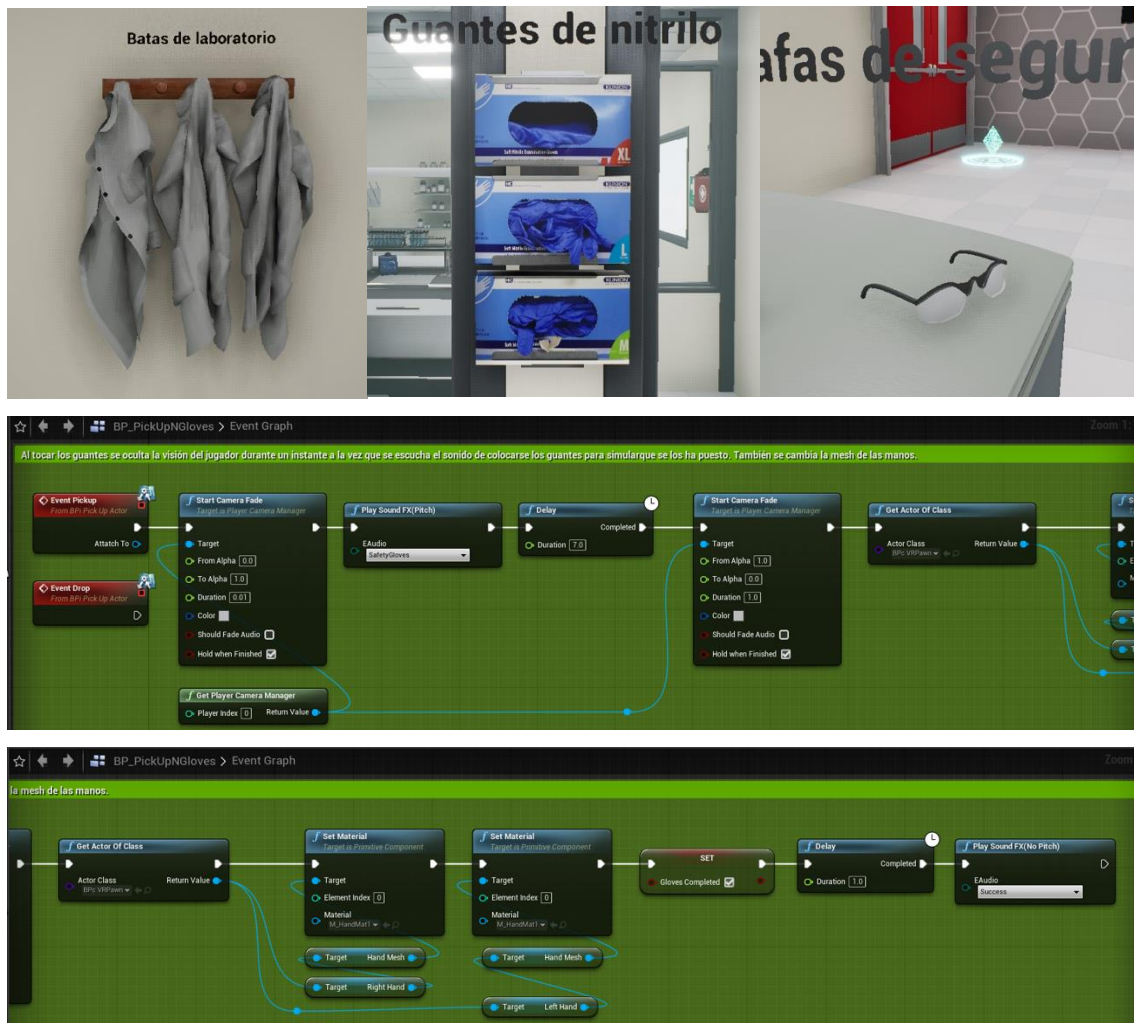 Batas de laboratorio
Guantes de nitrilo
afas de segur
KLINION
XL
KLINION
L
KLINION
M
BP_PickUpNGloves > Event Graph
Zoom 1:
Al tocar los guantes se oculta la visión del jugador durante un instante a la vez que se escucha el sonido de colocarse los guantes para simularque se los ha puesto. También se cambia la mesh de las manos.
Event Pickup
From BPi Pick Up Actor
Attatch To
Event Drop
From BPi Pick Up Actor
Start Camera Fade
Target is Player Camera Manager
Target
From Alpha 0.0
To Alpha 1.0
Duration 0.01
Color
Should Fade Audio
Hold when Finished
Get Player Camera Manager
Player Index 0 Return Value
Play Sound FX(Pitch)
EAudio
SafetyGloves
Delay
Completed
Duration 7.0
Start Camera Fade
Target is Player Camera Manager
Target
From Alpha 1.0
To Alpha 0.0
Duration 1.0
Color
Should Fade Audio
Hold when Finished
Get Actor Of Class
Actor Class Return Value
BPc VRPawn
BP_PickUpNGloves > Event Graph
Zoom
la mesh de las manos.
Get Actor Of Class
Actor Class Return Value
BPc VRPawn
Set Material
Target is Primitive Component
Target
Element Index 0
Material
M_HandMat1
Target Hand Mesh
Target Right Hand
Set Material
Target is Primitive Component
Target
Element Index 0
Material
M_HandMat1
Target Hand Mesh
Target Left Hand
SET
Gloves Completed
Delay
Completed
Duration 1.0
Play Sound FX(No Pitch)
EAudio
Success